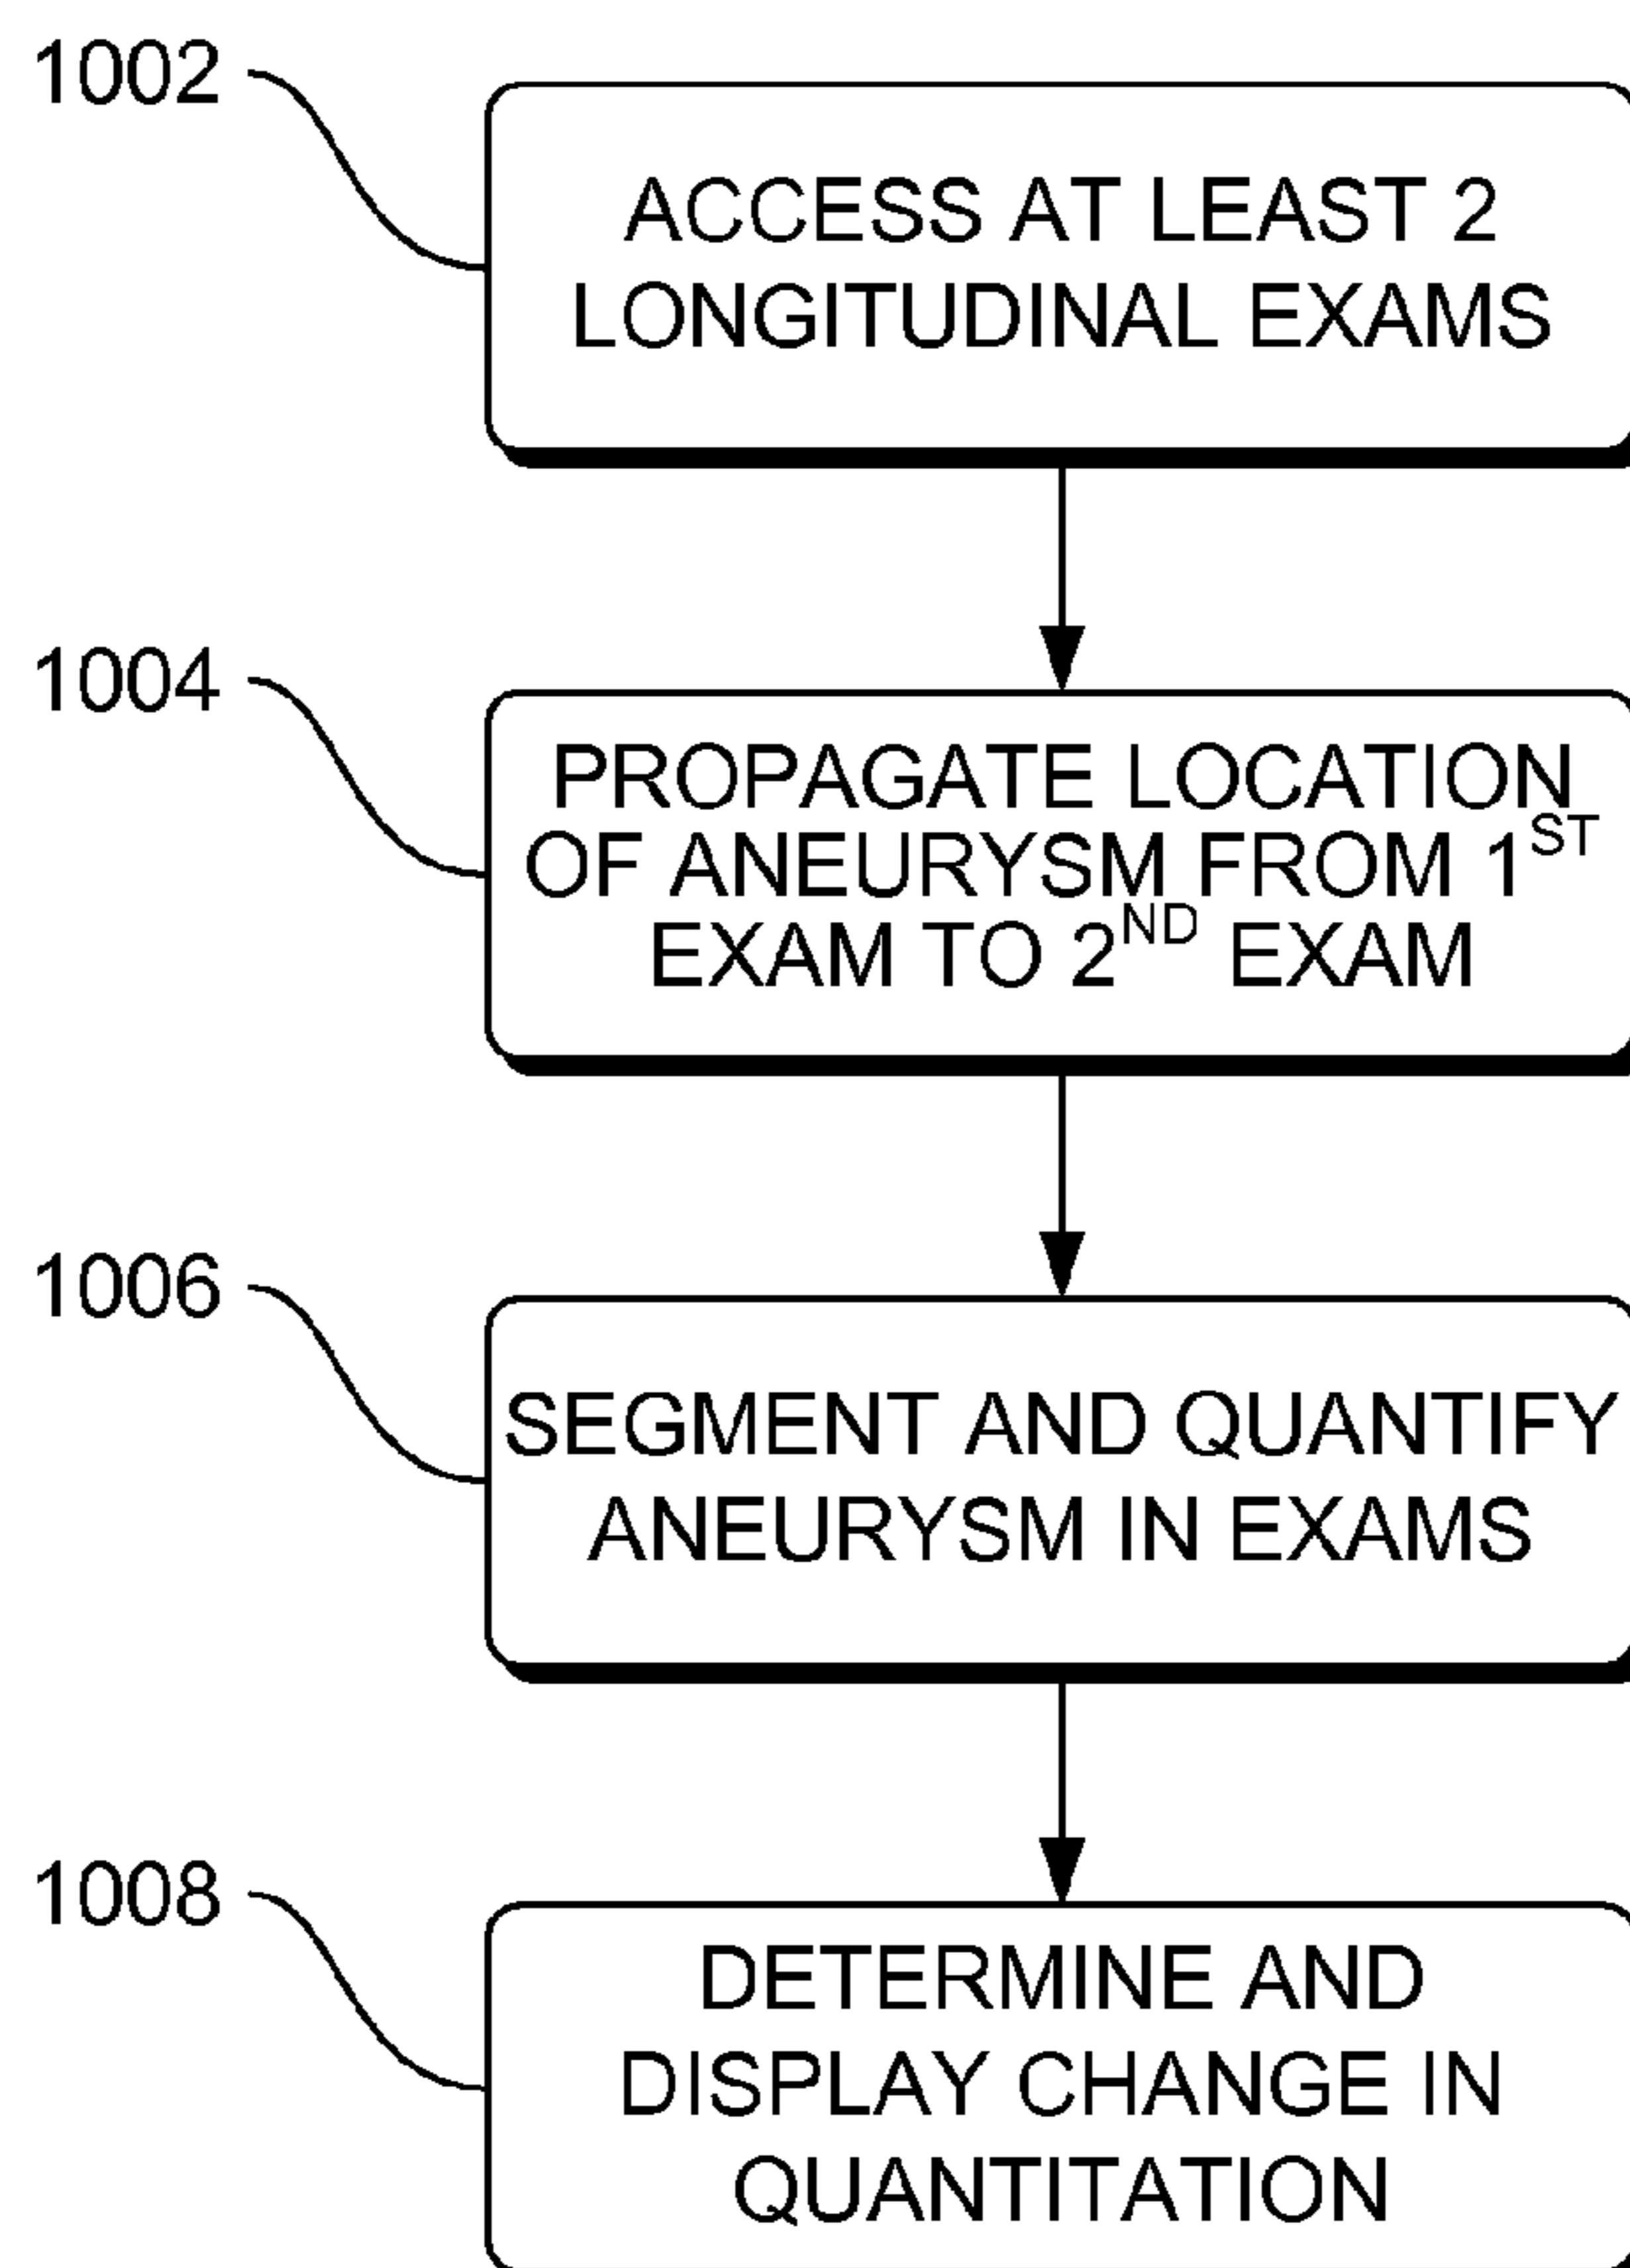 1002
ACCESS AT LEAST 2
LONGITUDINAL EXAMS
1004
PROPAGATE LOCATION
OF ANEURYSM FROM 1ST
EXAM TO 2ND EXAM
1006
SEGMENT AND QUANTIFY
ANEURYSM IN EXAMS
1008
DETERMINE AND
DISPLAY CHANGE IN
QUANTITATION